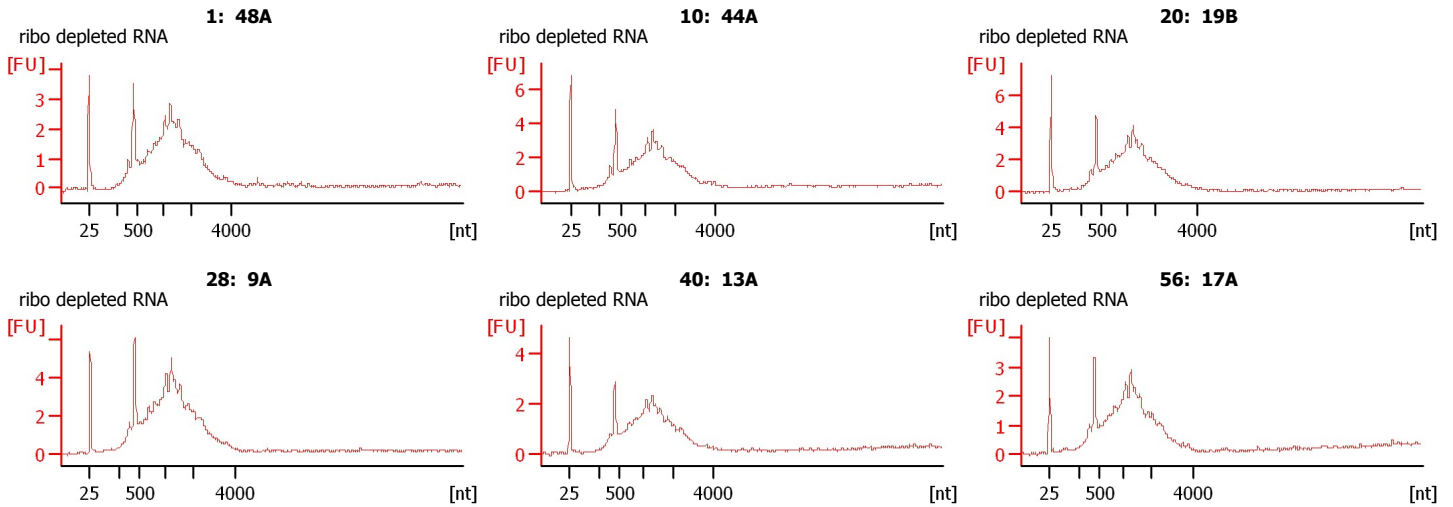 1: 48A
ribo depleted RNA
[FU]
3
2
1
0
25 500 4000 [nt]
10: 44A
ribo depleted RNA
[FU]
6
4
2
0
25 500 4000 [nt]
20: 19B
ribo depleted RNA
[FU]
6
4
2
0
25 500 4000 [nt]
28: 9A
ribo depleted RNA
[FU]
4
2
0
25 500 4000 [nt]
40: 13A
ribo depleted RNA
[FU]
4
2
0
25 500 4000 [nt]
56: 17A
ribo depleted RNA
[FU]
3
2
1
0
25 500 4000 [nt]